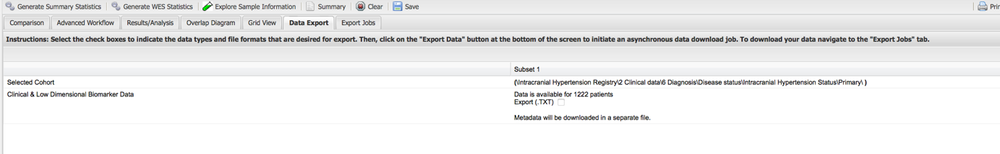 Generate Summary Statistics Generate WES Statistics Explore Sample Information Summary Clear Save
Comparison Advanced Workflow Results/Analysis Overlap Diagram Grid View Data Export Export Jobs
Instructions: Select the check boxes to indicate the data types and file formats that are desired for export. Then, click on the "Export Data" button at the bottom of the screen to initiate an asynchronous data download job. To download your data navigate to the "Export Jobs" tab.
Subset 1
Selected Cohort (\Intracranial Hypertension Registry\2 Clinical data\6 Diagnosis\Disease status\Intracranial Hypertension Status\Primary\ )
Clinical & Low Dimensional Biomarker Data Data is available for 1222 patients
Export (.TXT)
Metadata will be downloaded in a separate file.